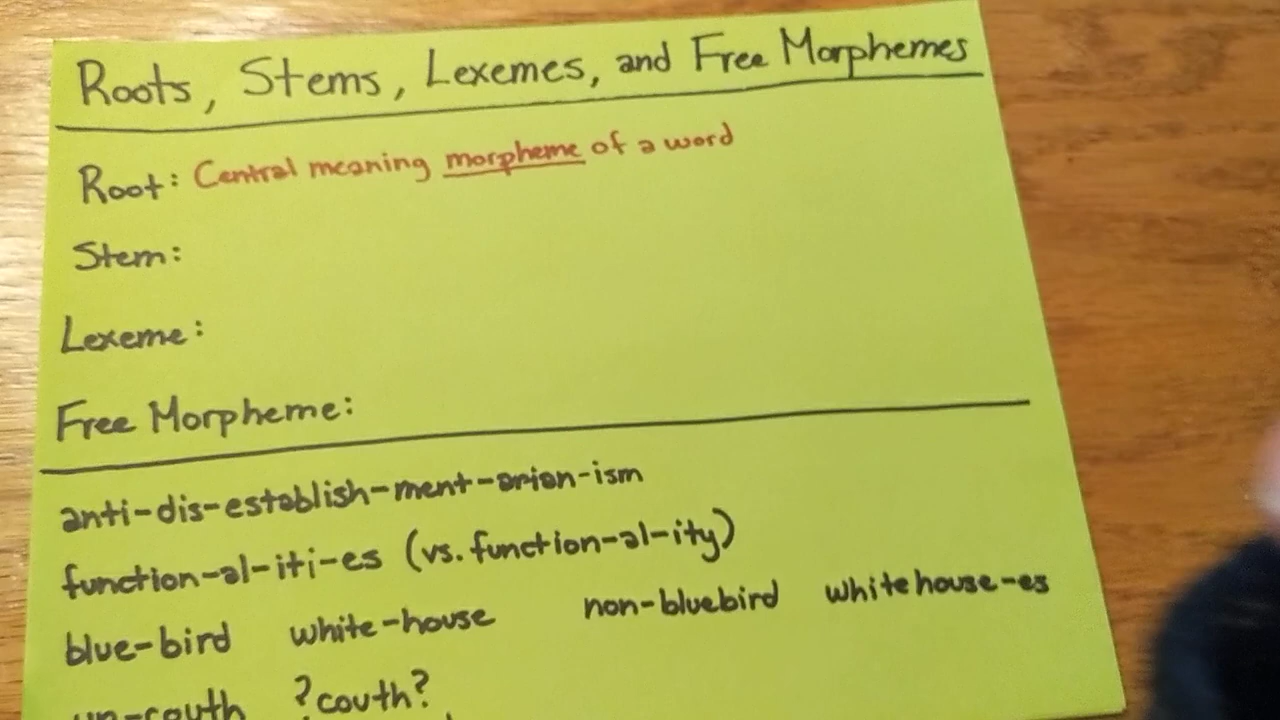 Roots, Stems, Lexemes, and Free Morphemes
Root: Central meaning morpheme of a word
Stem:
Lexeme:
Free Morpheme:
anti-dis-establish-ment-arian-ism
function-al-iti-es (vs. function-al-ity)
blue-bird white-house non-bluebird whitehouse-es
un-couth ?couth?